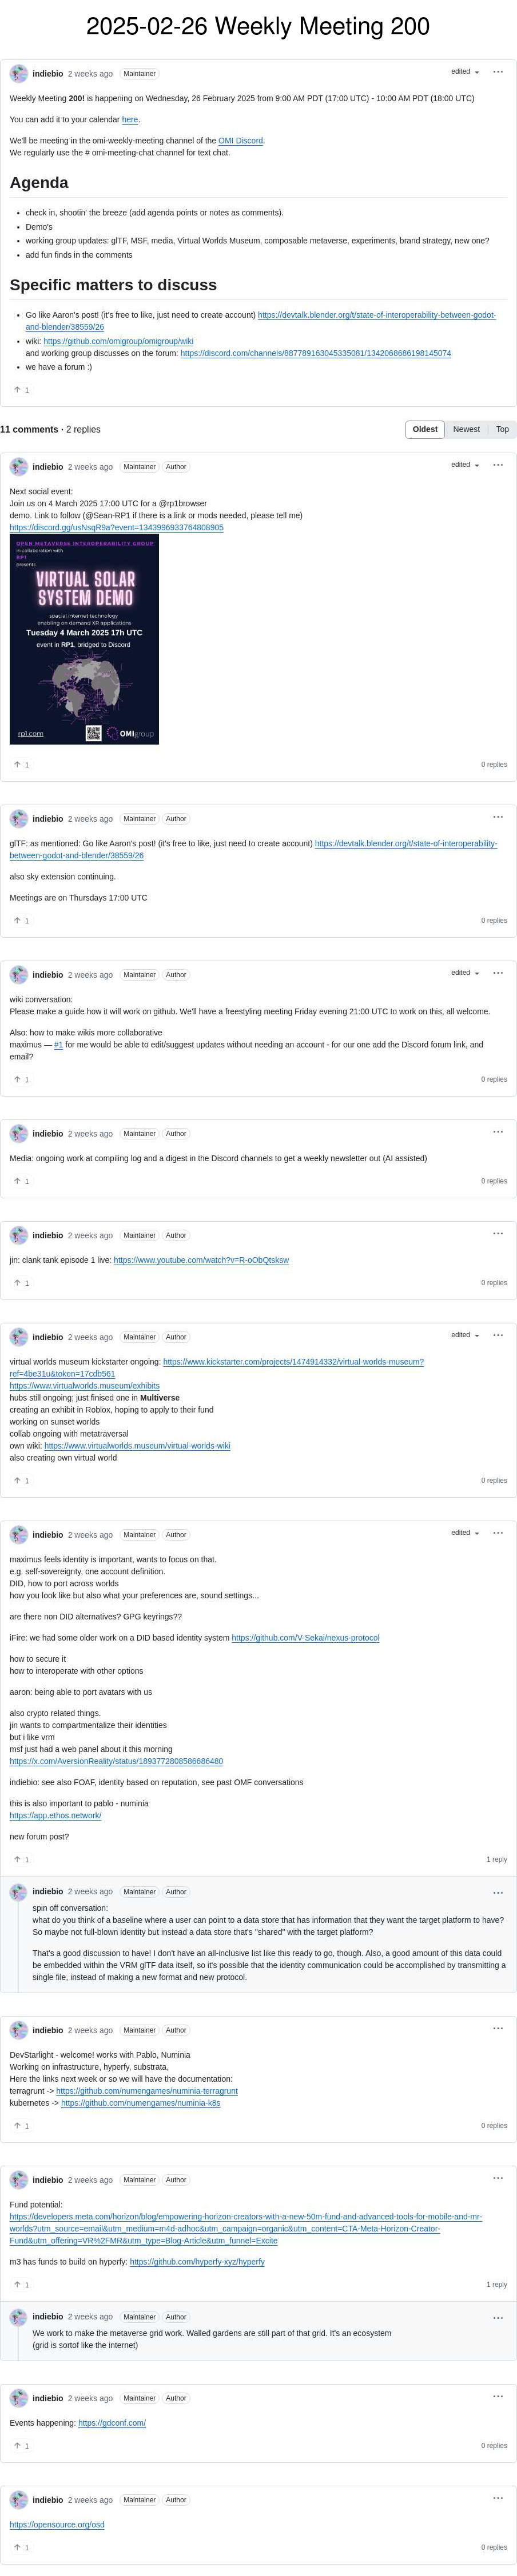 2025-02-26 Weekly Meeting 200
indiebio 2 weeks ago Maintainer edited
Weekly Meeting 200! is happening on Wednesday, 26 February 2025 from 9:00 AM PDT (17:00 UTC) - 10:00 AM PDT (18:00 UTC)
You can add it to your calendar here.
We'll be meeting in the omi-weekly-meeting channel of the OMI Discord.
We regularly use the # omi-meeting-chat channel for text chat.
Agenda
• check in, shootin' the breeze (add agenda points or notes as comments).
• Demo's
• working group updates: glTF, MSF, media, Virtual Worlds Museum, composable metaverse, experiments, brand strategy, new one?
• add fun finds in the comments
Specific matters to discuss
• Go like Aaron's post! (it's free to like, just need to create account) https://devtalk.blender.org/t/state-of-interoperability-between-godot-
and-blender/38559/26
• wiki: https://github.com/omigroup/omigroup/wiki
and working group discusses on the forum: https://discord.com/channels/887789163045335081/1342068686198145074
• we have a forum :)
↑ 1
11 comments · 2 replies
Oldest Newest Top
indiebio 2 weeks ago Maintainer Author edited
Next social event:
Join us on 4 March 2025 17:00 UTC for a @rp1browser
demo. Link to follow (@Sean-RP1 if there is a link or mods needed, please tell me)
https://discord.gg/usNsqR9a?event=1343996933764808905
OPEN METAVERSE INTEROPERABILITY GROUP
in collaboration with
RP1
presents
VIRTUAL SOLAR
SYSTEM DEMO
spatial internet technology
enabling on demand XR applications
Tuesday 4 March 2025 17h UTC
event in RP1, bridged to Discord
rp1.com
OMIgroup
↑ 1
0 replies
indiebio 2 weeks ago Maintainer Author
glTF: as mentioned: Go like Aaron's post! (it's free to like, just need to create account) https://devtalk.blender.org/t/state-of-interoperability-
between-godot-and-blender/38559/26
also sky extension continuing.
Meetings are on Thursdays 17:00 UTC
↑ 1
0 replies
indiebio 2 weeks ago Maintainer Author edited
wiki conversation:
Please make a guide how it will work on github. We'll have a freestyling meeting Friday evening 21:00 UTC to work on this, all welcome.
Also: how to make wikis more collaborative
maximus — #1 for me would be able to edit/suggest updates without needing an account - for our one add the Discord forum link, and
email?
↑ 1
0 replies
indiebio 2 weeks ago Maintainer Author
Media: ongoing work at compiling log and a digest in the Discord channels to get a weekly newsletter out (AI assisted)
↑ 1
0 replies
indiebio 2 weeks ago Maintainer Author
jin: clank tank episode 1 live: https://www.youtube.com/watch?v=R-oObQtsksw
↑ 1
0 replies
indiebio 2 weeks ago Maintainer Author edited
virtual worlds museum kickstarter ongoing: https://www.kickstarter.com/projects/1474914332/virtual-worlds-museum?
ref=4be31u&token=17cdb561
https://www.virtualworlds.museum/exhibits
hubs still ongoing; just finised one in Multiverse
creating an exhibit in Roblox, hoping to apply to their fund
working on sunset worlds
collab ongoing with metatraversal
own wiki: https://www.virtualworlds.museum/virtual-worlds-wiki
also creating own virtual world
↑ 1
0 replies
indiebio 2 weeks ago Maintainer Author edited
maximus feels identity is important, wants to focus on that.
e.g. self-sovereignty, one account definition.
DID, how to port across worlds
how you look like but also what your preferences are, sound settings...
are there non DID alternatives? GPG keyrings??
iFire: we had some older work on a DID based identity system https://github.com/V-Sekai/nexus-protocol
how to secure it
how to interoperate with other options
aaron: being able to port avatars with us
also crypto related things.
jin wants to compartmentalize their identities
but i like vrm
msf just had a web panel about it this morning
https://x.com/AversionReality/status/1893772808586686480
indiebio: see also FOAF, identity based on reputation, see past OMF conversations
this is also important to pablo - numinia
https://app.ethos.network/
new forum post?
↑ 1
1 reply
indiebio 2 weeks ago Maintainer Author
spin off conversation:
what do you think of a baseline where a user can point to a data store that has information that they want the target platform to have?
So maybe not full-blown identity but instead a data store that's "shared" with the target platform?
That's a good discussion to have! I don't have an all-inclusive list like this ready to go, though. Also, a good amount of this data could
be embedded within the VRM glTF data itself, so it's possible that the identity communication could be accomplished by transmitting a
single file, instead of making a new format and new protocol.
indiebio 2 weeks ago Maintainer Author
DevStarlight - welcome! works with Pablo, Numinia
Working on infrastructure, hyperfy, substrata,
Here the links next week or so we will have the documentation:
terragrunt -> https://github.com/numengames/numinia-terragrunt
kubernetes -> https://github.com/numengames/numinia-k8s
↑ 1
0 replies
indiebio 2 weeks ago Maintainer Author
Fund potential:
https://developers.meta.com/horizon/blog/empowering-horizon-creators-with-a-new-50m-fund-and-advanced-tools-for-mobile-and-mr-
worlds?utm_source=email&utm_medium=m4d-adhoc&utm_campaign=organic&utm_content=CTA-Meta-Horizon-Creator-
Fund&utm_offering=VR%2FMR&utm_type=Blog-Article&utm_funnel=Excite
m3 has funds to build on hyperfy: https://github.com/hyperfy-xyz/hyperfy
↑ 1
1 reply
indiebio 2 weeks ago Maintainer Author
We work to make the metaverse grid work. Walled gardens are still part of that grid. It's an ecosystem
(grid is sortof like the internet)
indiebio 2 weeks ago Maintainer Author
Events happening: https://gdconf.com/
↑ 1
0 replies
indiebio 2 weeks ago Maintainer Author
https://opensource.org/osd
↑ 1
0 replies